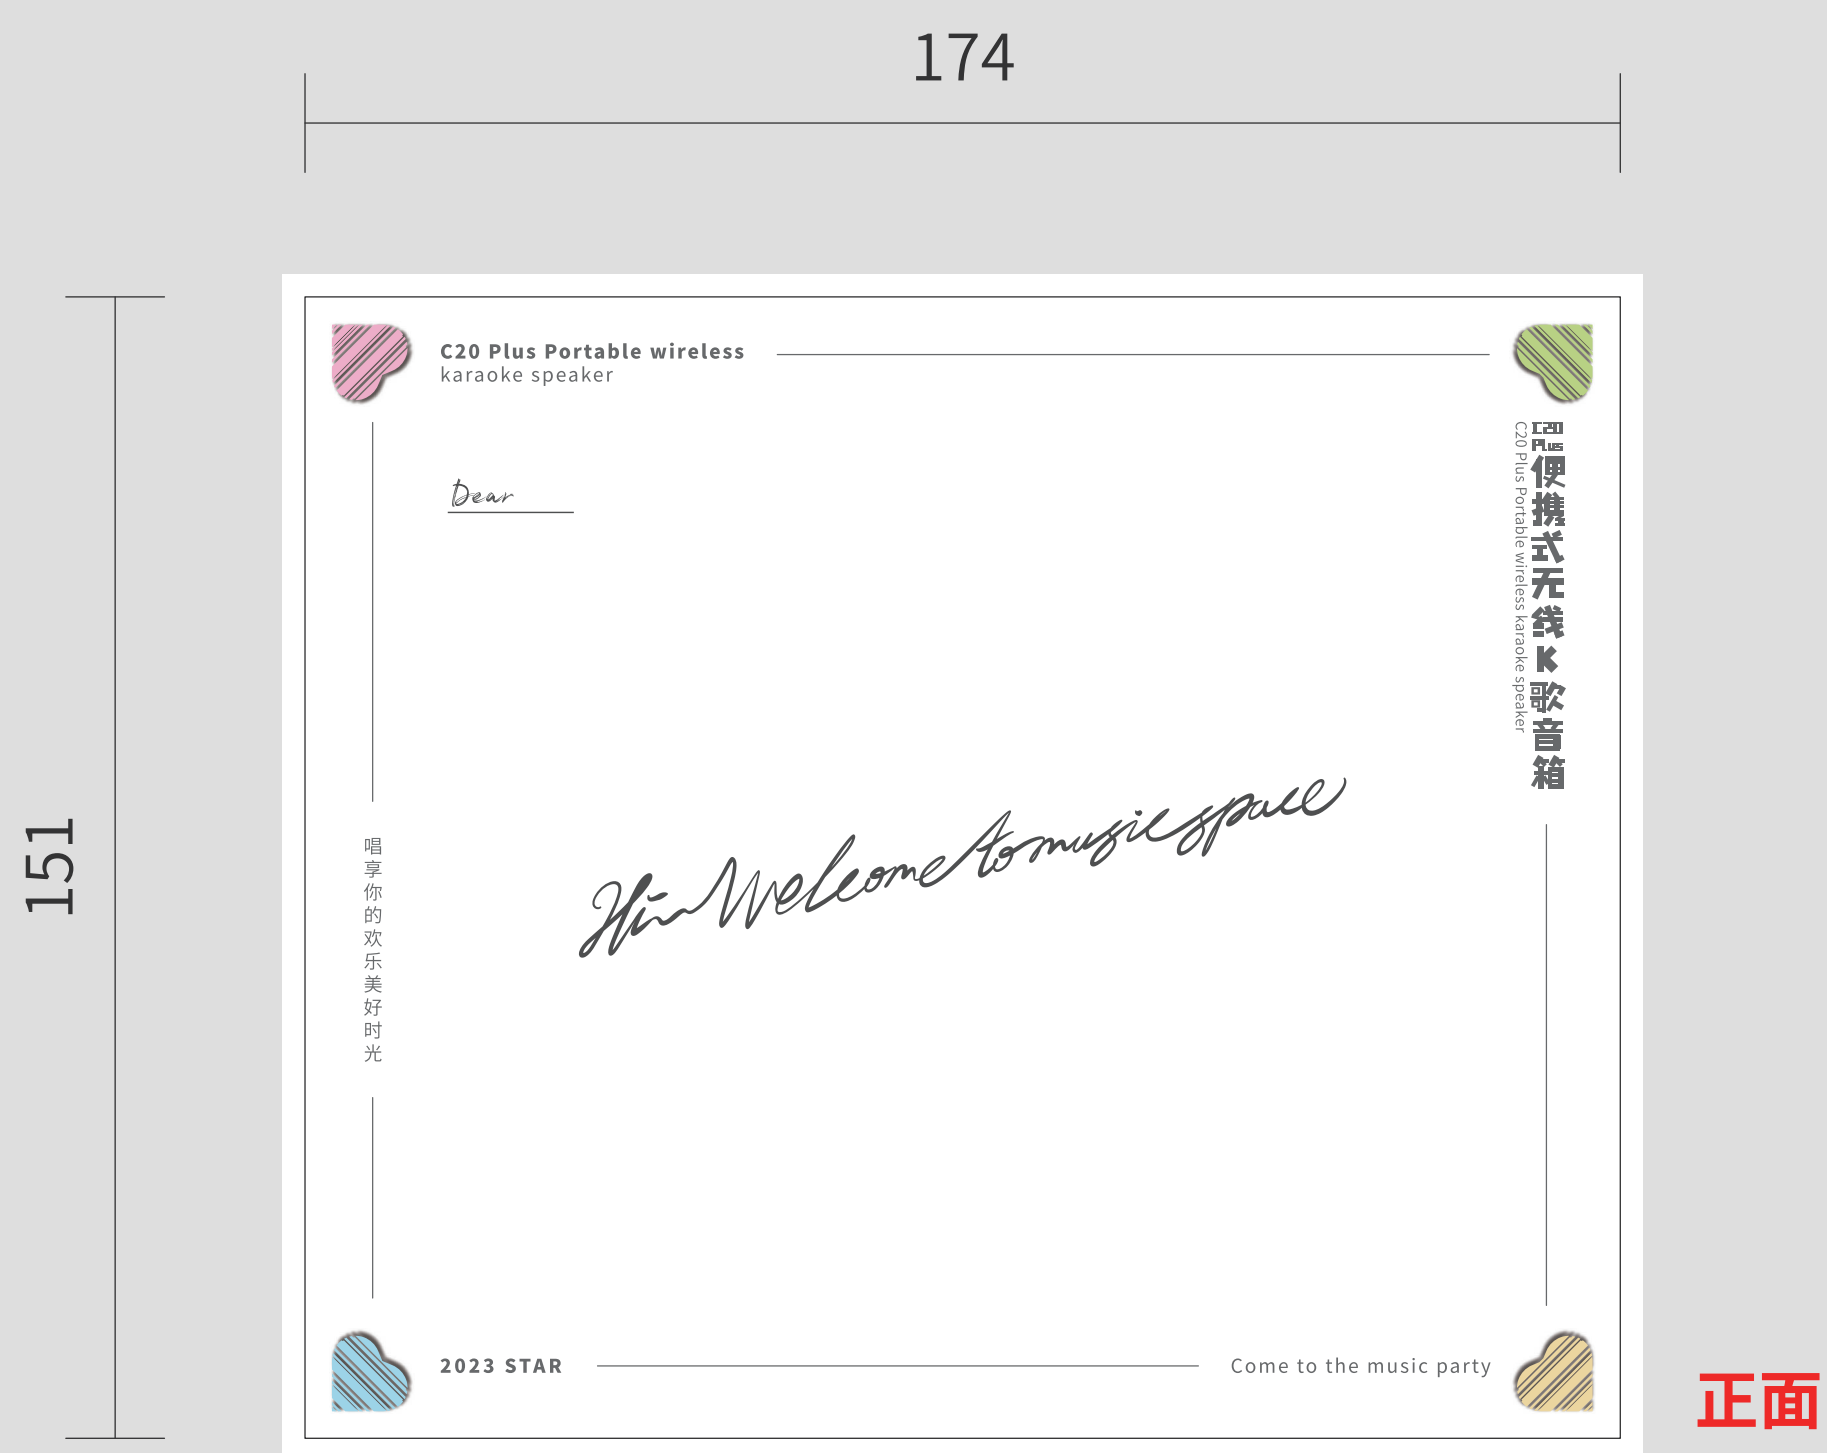 174
151
C20 Plus Portable wireless
karaoke speaker
Dear
C20 PLUS 便携式无线K歌音箱
C20 Plus Portable wireless karaoke speaker
唱享你的欢乐美好时光
Hi~Welcome to music space
2023 STAR
Come to the music party
正面